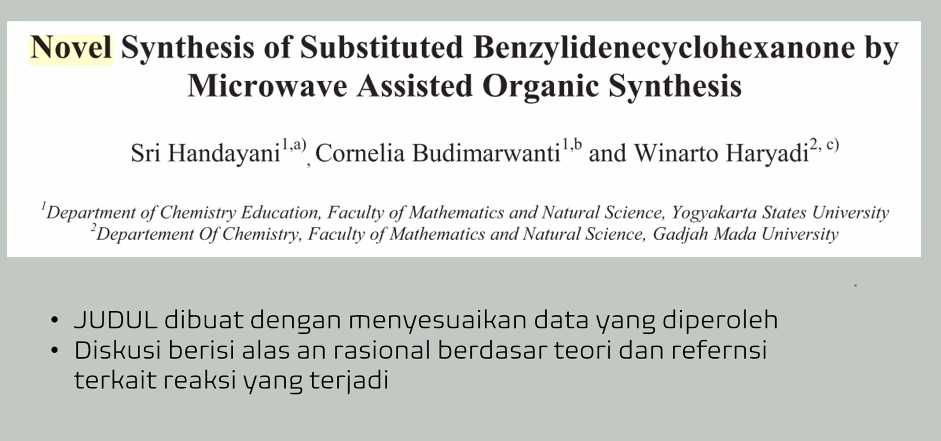 Novel Synthesis of Substituted Benzylidenecyclohexanone by
Microwave Assisted Organic Synthesis
Sri Handayani1,a), Cornelia Budimarwanti1,b and Winarto Haryadi2, c)
1Department of Chemistry Education, Faculty of Mathematics and Natural Science, Yogyakarta States University
2Departement Of Chemistry, Faculty of Mathematics and Natural Science, Gadjah Mada University
• JUDUL dibuat dengan menyesuaikan data yang diperoleh
• Diskusi berisi alas an rasional berdasar teori dan refernsi
terkait reaksi yang terjadi